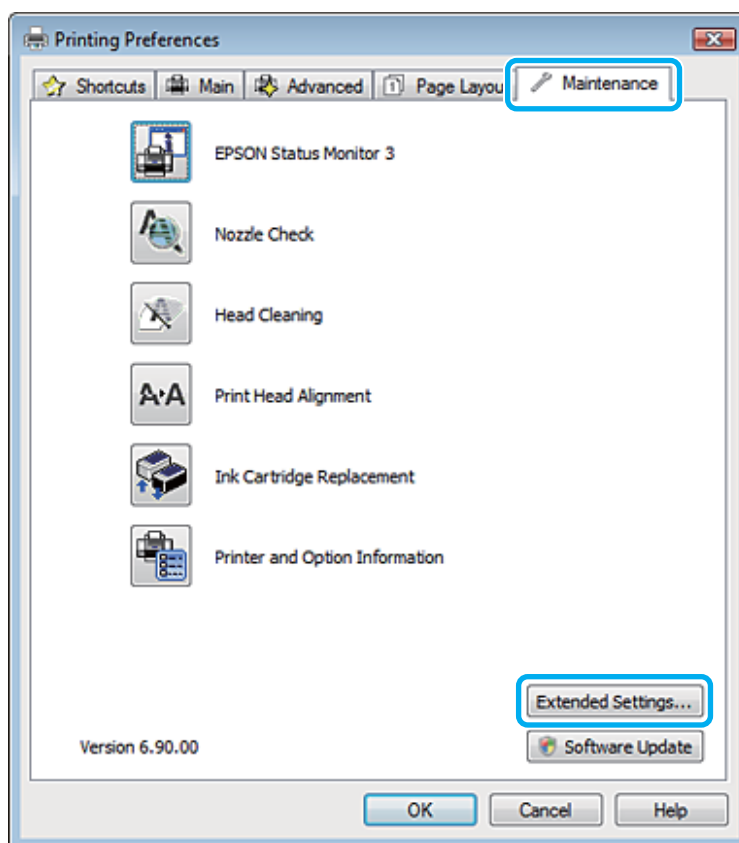 Printing Preferences
Shortcuts Main Advanced 1 Page Layou Maintenance
EPSON Status Monitor 3
Nozzle Check
Head Cleaning
A A Print Head Alignment
Ink Cartridge Replacement
Printer and Option Information
Extended Settings...
Version 6.90.00 Software Update
OK Cancel Help